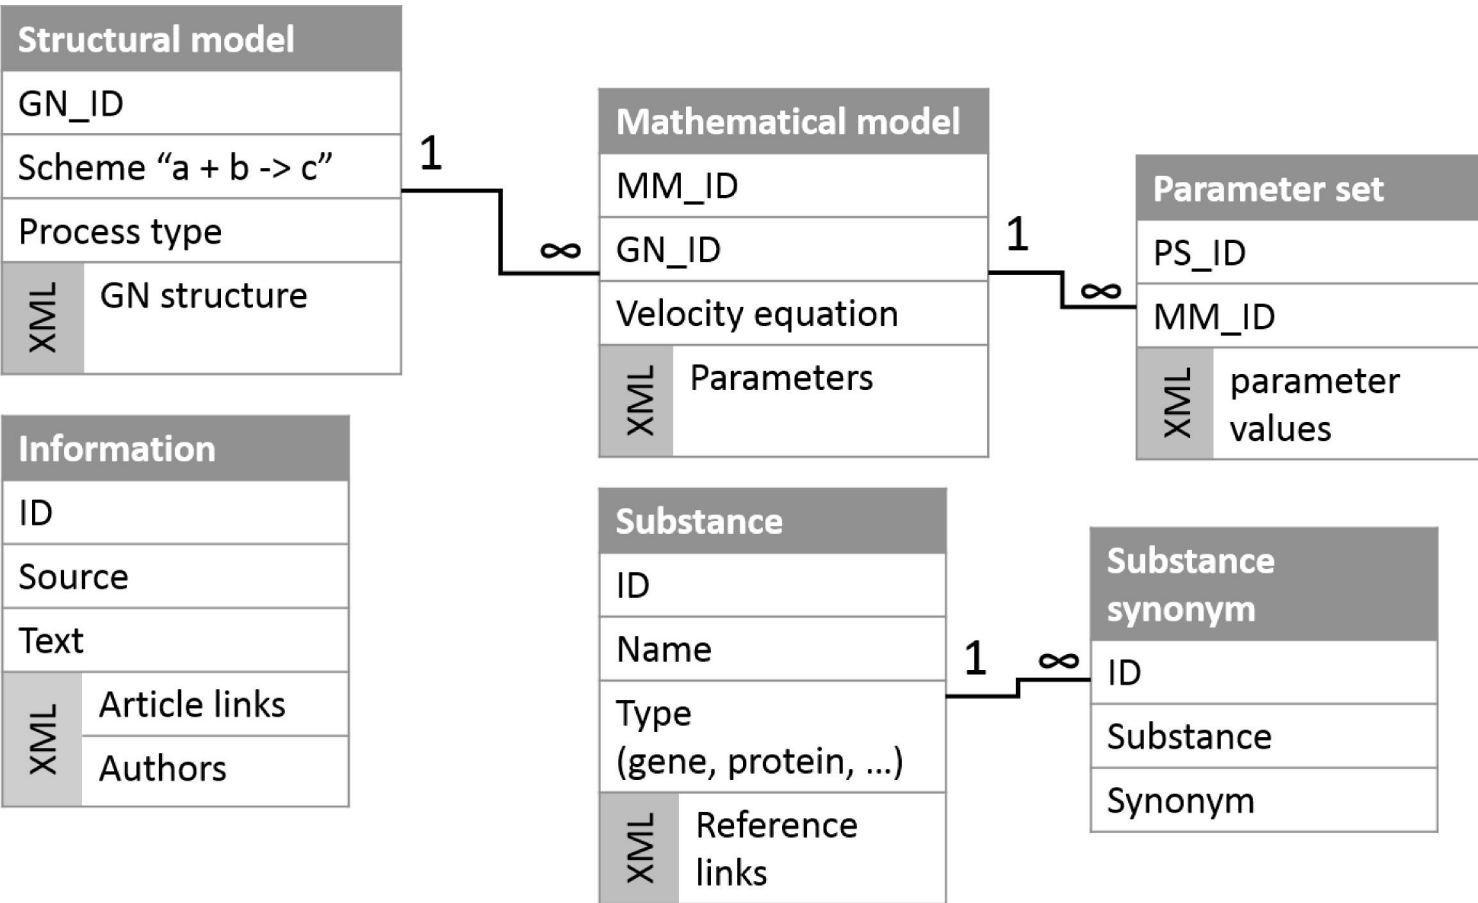 Structural model
GN_ID
Scheme “a + b -> c”
Process type
XML
GN structure
1
∞
Mathematical model
MM_ID
GN_ID
Velocity equation
XML
Parameters
1
∞
Parameter set
PS_ID
MM_ID
XML
parameter
values
Information
ID
Source
Text
XML
Article links
Authors
Substance
ID
Name
Type
(gene, protein, ...)
XML
Reference
links
1
∞
Substance
synonym
ID
Substance
Synonym